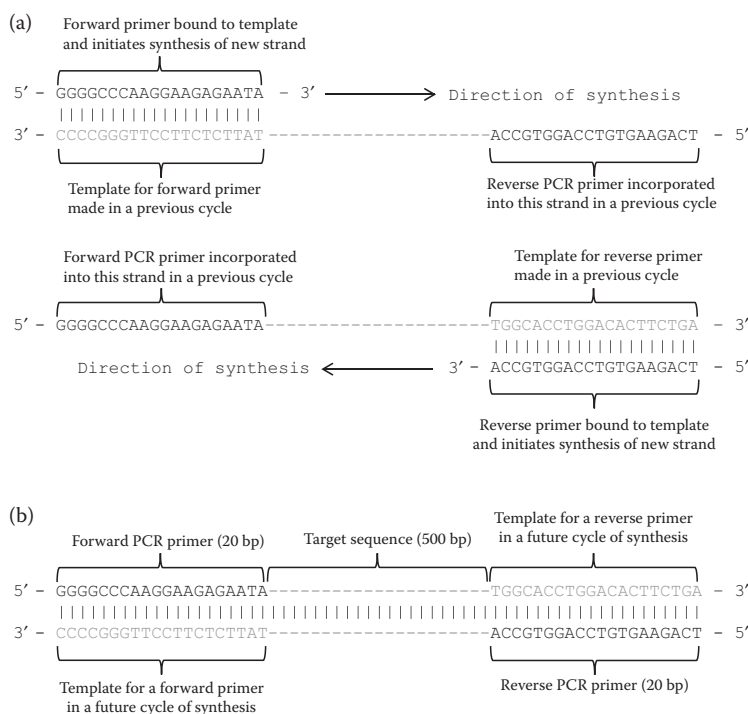 (a)
Forward primer bound to template
and initiates synthesis of new strand
5′ – GGGGCCCAAGGAAGAGAATA – 3′ Direction of synthesis
3′ – CCCCGGGTTCCTTCTCTTAT ACCGTGGACCTGTGAAGACT – 5′
Template for forward primer
made in a previous cycle
Reverse PCR primer incorporated
into this strand in a previous cycle
Forward PCR primer incorporated
into this strand in a previous cycle
Template for reverse primer
made in a previous cycle
5′ – GGGGCCCAAGGAAGAGAATA TGGCACCTGGACACTTCTGA – 3′
Direction of synthesis 3′ – ACCGTGGACCTGTGAAGACT – 5′
Reverse primer bound to template
and initiates synthesis of new strand
(b)
Forward PCR primer (20 bp)
Target sequence (500 bp)
Template for a reverse primer
in a future cycle of synthesis
5′ – GGGGCCCAAGGAAGAGAATA TGGCACCTGGACACTTCTGA – 3′
3′ – CCCCGGGTTCCTTCTCTTAT ACCGTGGACCTGTGAAGACT – 5′
Template for a forward primer
in a future cycle of synthesis
Reverse PCR primer (20 bp)